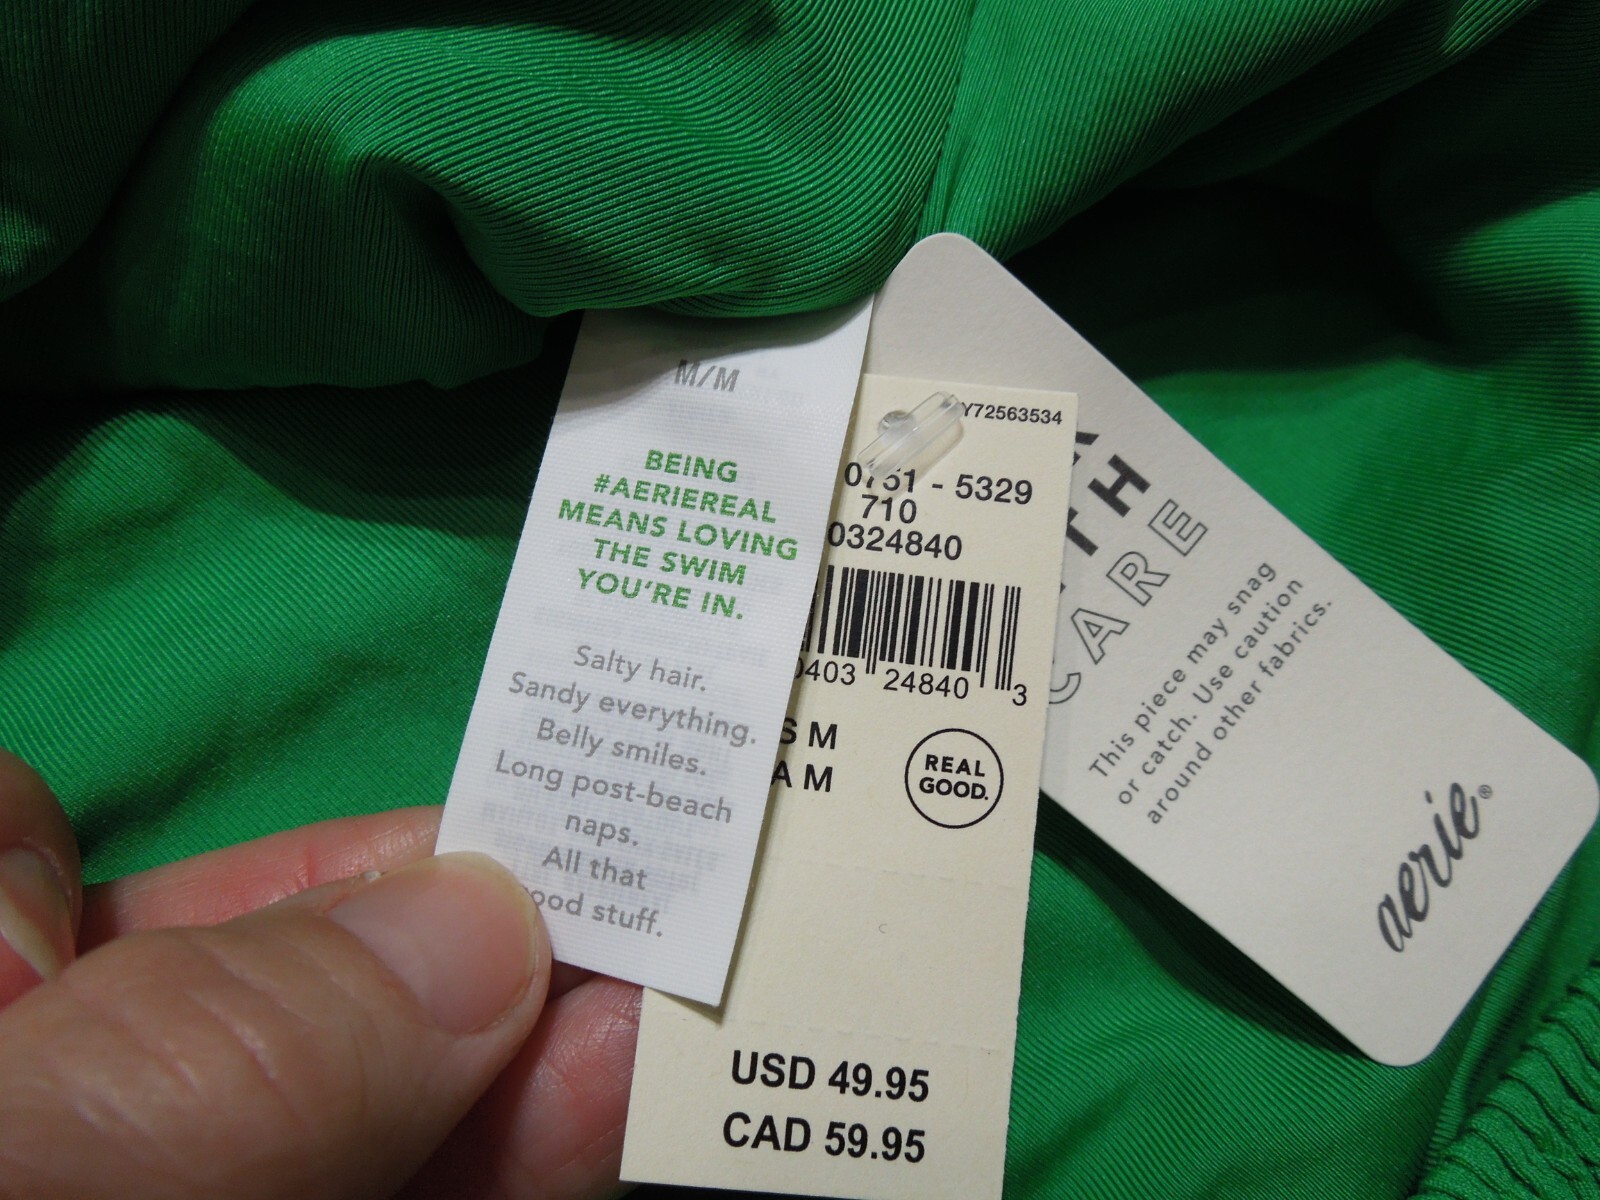 M/M
BEING
#AERIEREAL
MEANS LOVING
THE SWIM
YOU'RE IN.
Salty hair.
Sandy everything.
Belly smiles.
Long post-beach
naps.
All that
ood stuff.
Y72563534
0751 - 5329
710
0324840
0403 24840 3
S M
A M
REAL
GOOD.
USD 49.95
CAD 59.95
TH
CARE
This piece may snag
or catch. Use caution
around other fabrics.
aerie®